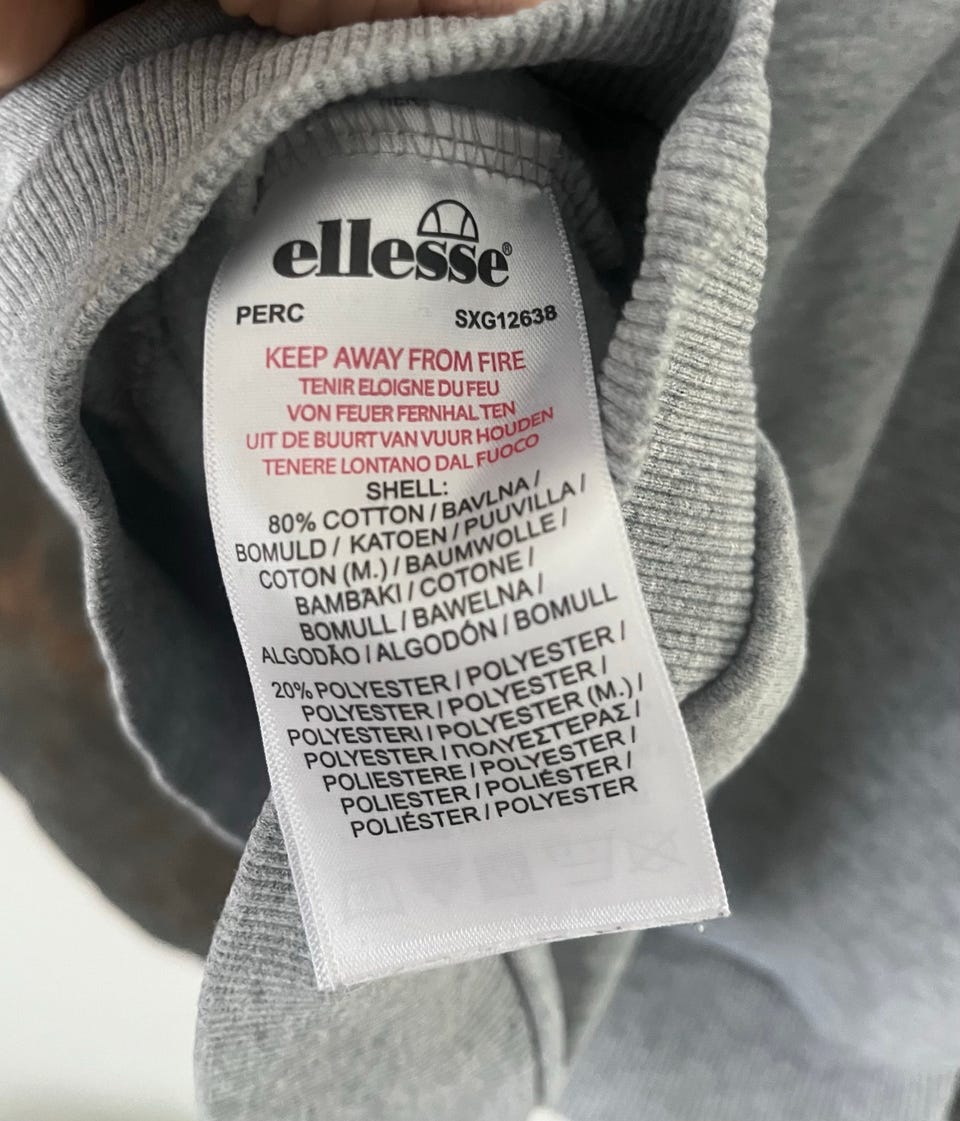 ellesse®
PERC SXG12638
KEEP AWAY FROM FIRE
TENIR ELOIGNE DU FEU
VON FEUER FERNHALTEN
UIT DE BUURT VAN VUUR HOUDEN
TENERE LONTANO DAL FUOCO
SHELL:
80% COTTON / BAVLNA /
BOMULD / KATOEN / PUUVILLA /
COTON (M.) / BAUMWOLLE /
BAMBAKI / COTONE /
BOMULL / BAWELNA /
ALGODÃO / ALGODÓN / BOMULL
20% POLYESTER / POLYESTER /
POLYESTER / POLYESTER /
POLYESTERI / POLYESTER (M.) /
POLYESTER / ΠΟΛΥΕΣΤΕΡΑΣ /
POLIESTERE / POLYESTER /
POLIESTER / POLIÉSTER /
POLIÉSTER / POLYESTER